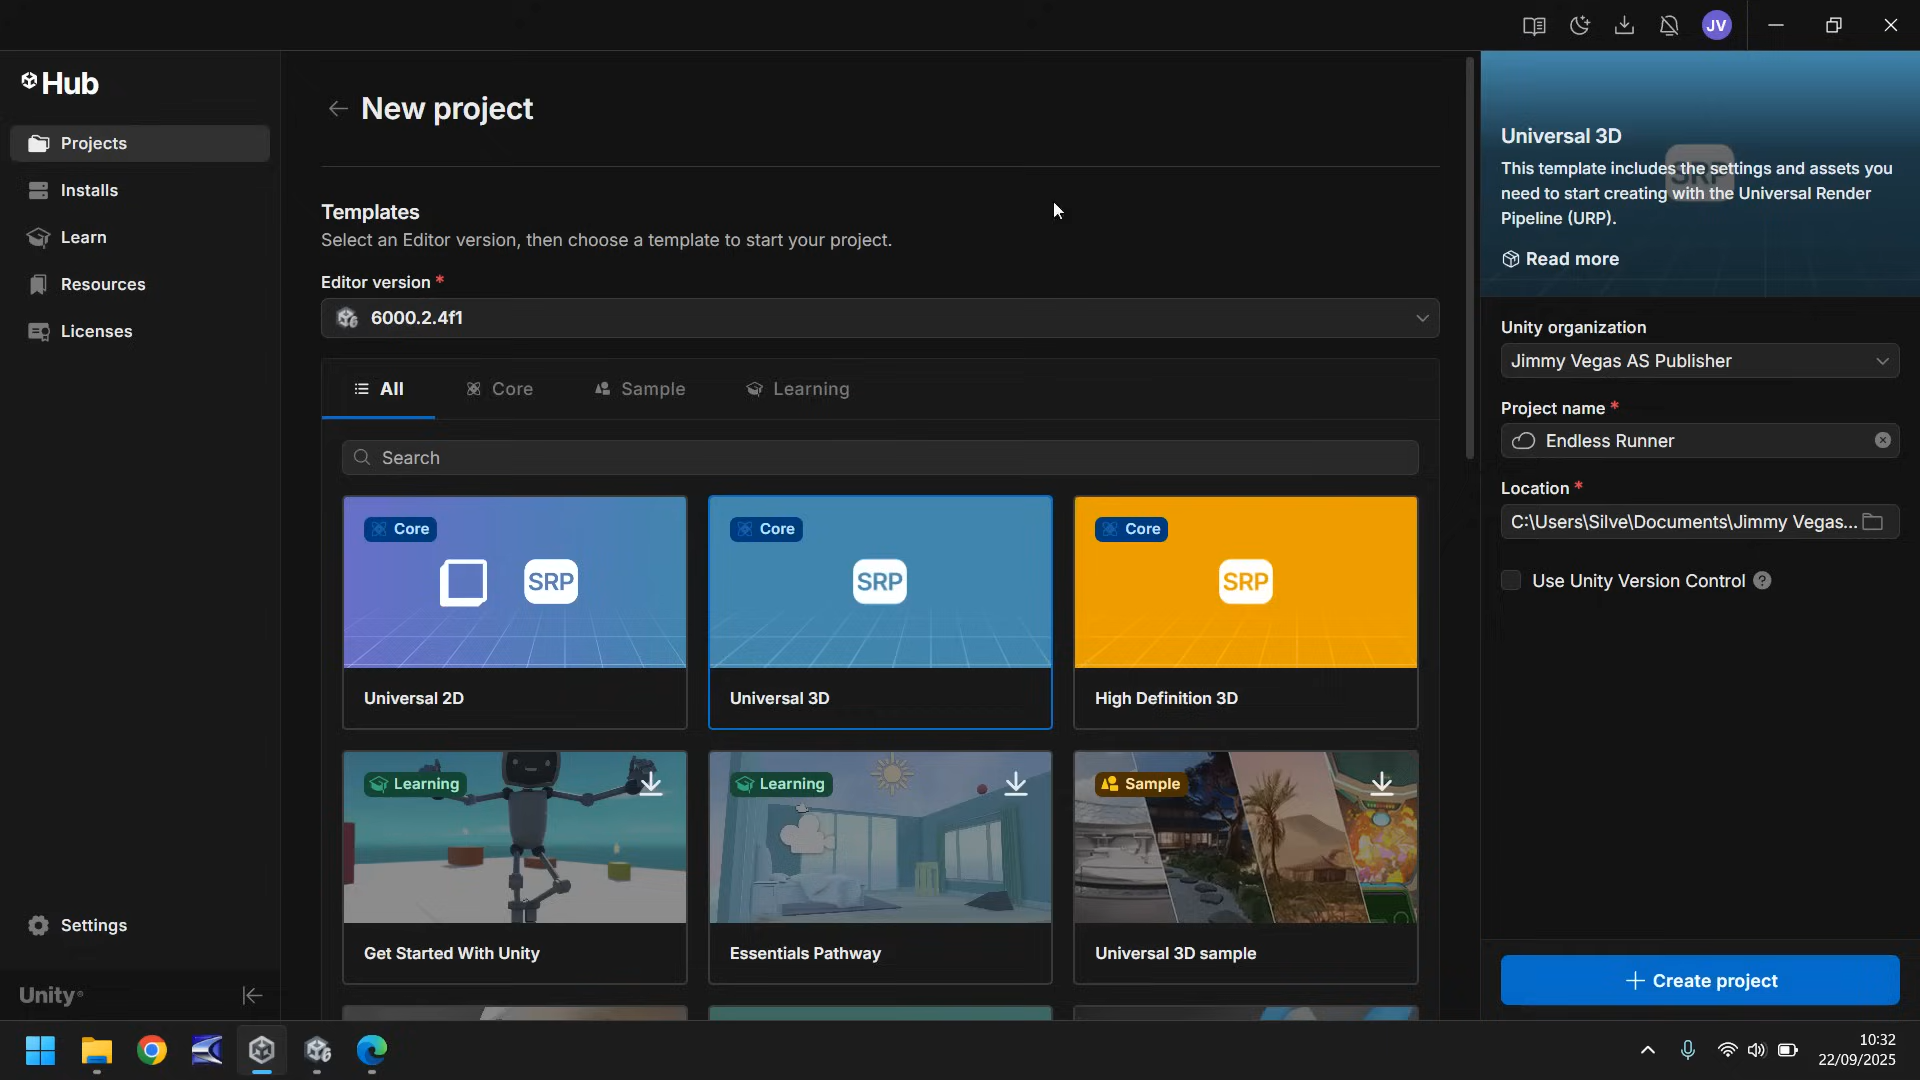 JV
Hub
Projects
Installs
Learn
Resources
Licenses
Settings
Unity
New project
Templates
Select an Editor version, then choose a template to start your project.
Editor version *
6000.2.4f1
All
Core
Sample
Learning
Search
Core
SRP
Universal 2D
Core
SRP
Universal 3D
Core
SRP
High Definition 3D
Learning
Get Started With Unity
Learning
Essentials Pathway
Sample
Universal 3D sample
SRP
Universal 3D
This template includes the settings and assets you
need to start creating with the Universal Render
Pipeline (URP).
Read more
Unity organization
Jimmy Vegas AS Publisher
Project name *
Endless Runner
Location *
C:\Users\Silve\Documents\Jimmy Vegas...
Use Unity Version Control ?
+ Create project
10:32
22/09/2025